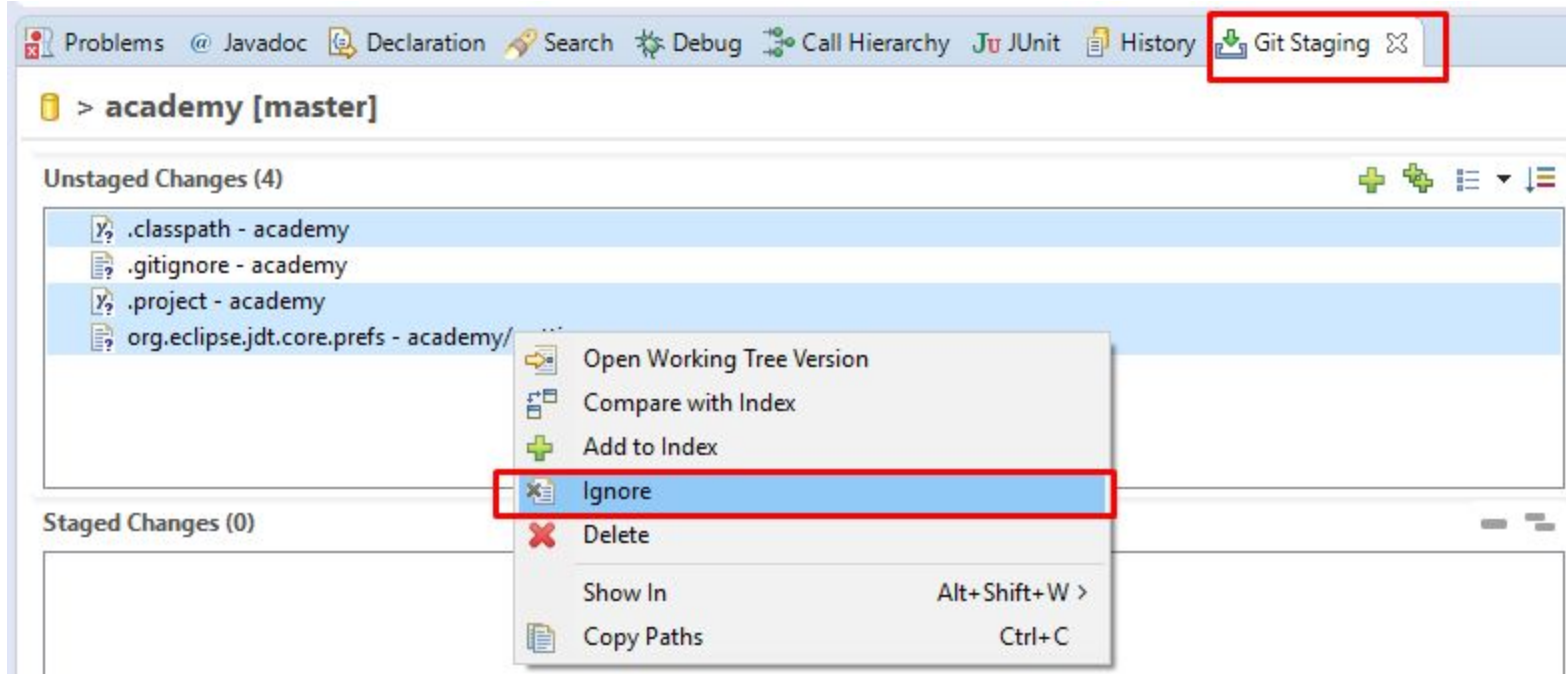 Problems @ Javadoc Declaration Search Debug Call Hierarchy Ju JUnit History Git Staging
> academy [master]
Unstaged Changes (4)
.classpath - academy
.gitignore - academy
.project - academy
org.eclipse.jdt.core.prefs - academy/
Open Working Tree Version
Compare with Index
Add to Index
Ignore
Delete
Show In Alt+Shift+W >
Copy Paths Ctrl+C
Staged Changes (0)